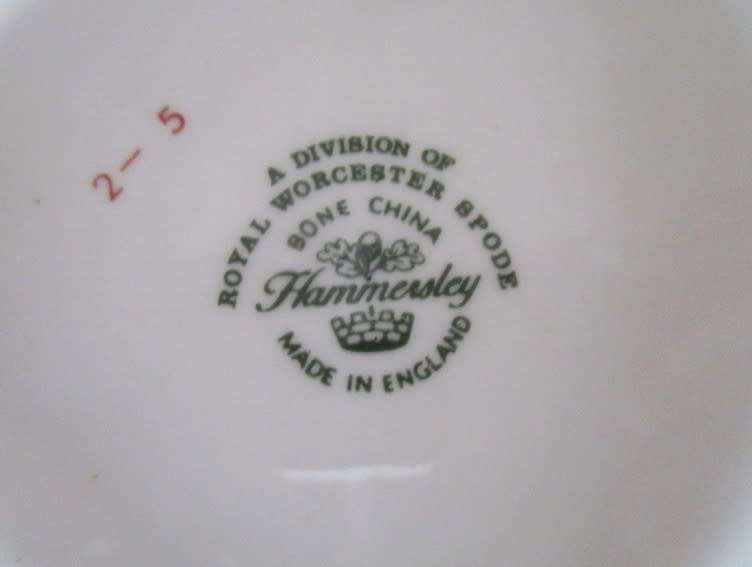 2 - 5
A DIVISION OF
ROYAL WORCESTER SPODE
BONE CHINA
Hammersley
MADE IN ENGLAND